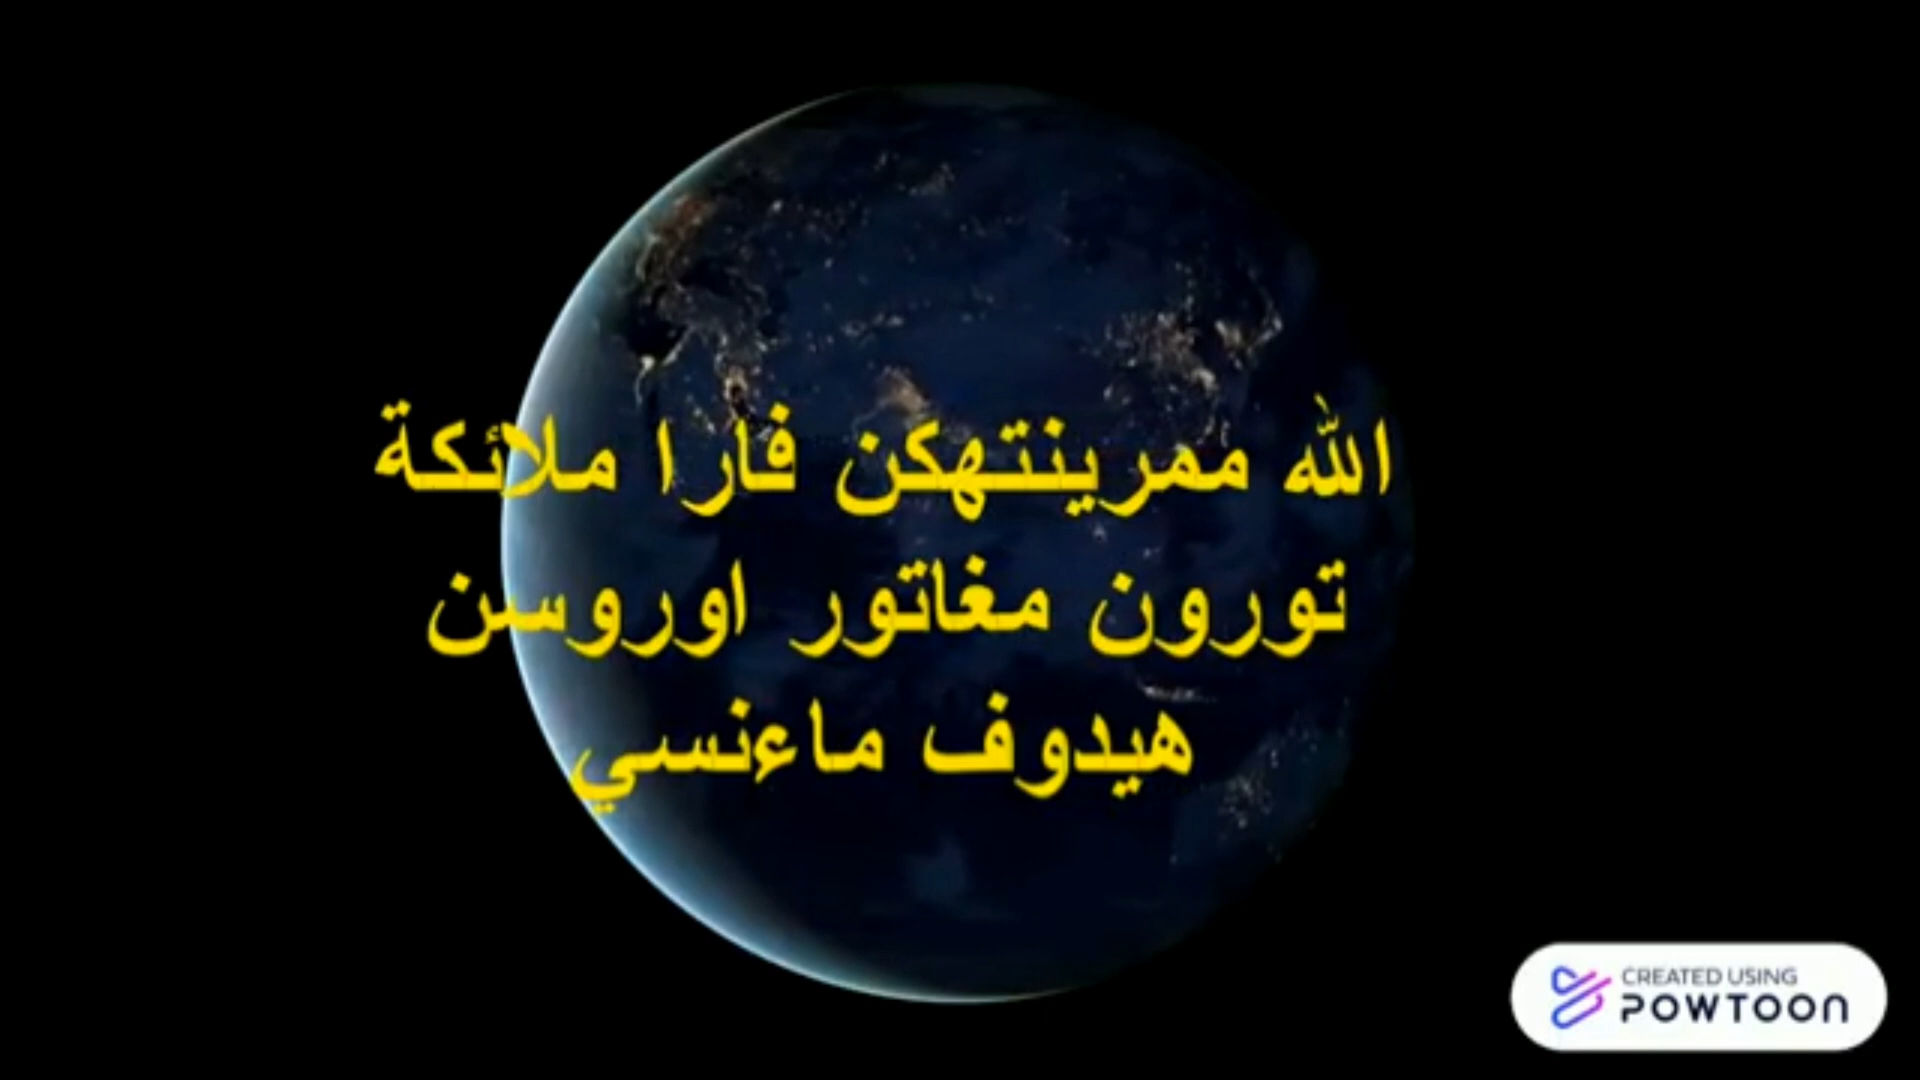 الله ممرينتهكن فارا ملائكة
تورون مغاتور اوروسن
هيدوف ماءنسي
CREATED USING
POWTOON